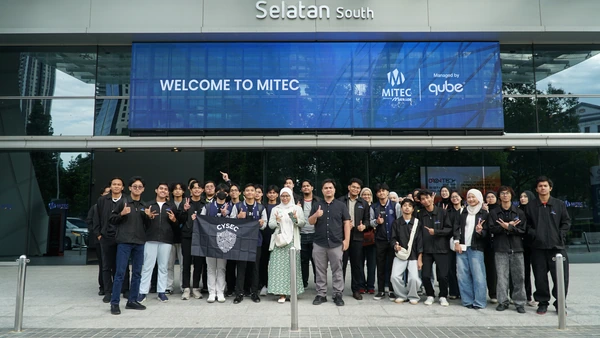 Selatan South
WELCOME TO MITEC
MITEC
Managed by
qube
CYSEC